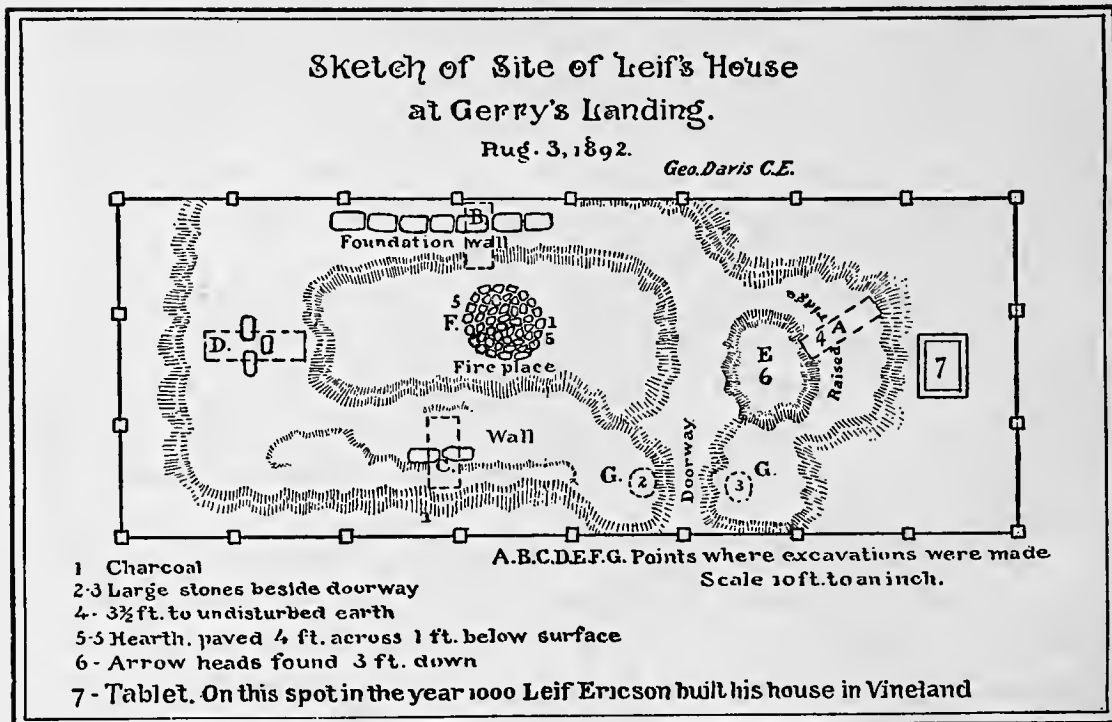 Sketch of Site of Leif's House
at Gerry's Landing.
Aug. 3, 1892.
Geo. Davis C.E.
B.
Foundation wall
5
F.
1
5
Fire place
D.
A
4
Raised
Ridge
E
6
7
Wall
C.
1
G.
2
Doorway
3
G.
A.B.C.D.E.F.G. Points where excavations were made
Scale 10ft. to an inch.
1 Charcoal
2-3 Large stones beside doorway
4 - 3½ ft. to undisturbed earth
5-5 Hearth. paved 4 ft. across 1 ft. below surface
6 - Arrow heads found 3 ft. down
7 - Tablet. On this spot in the year 1000 Leif Ericson built his house in Vineland